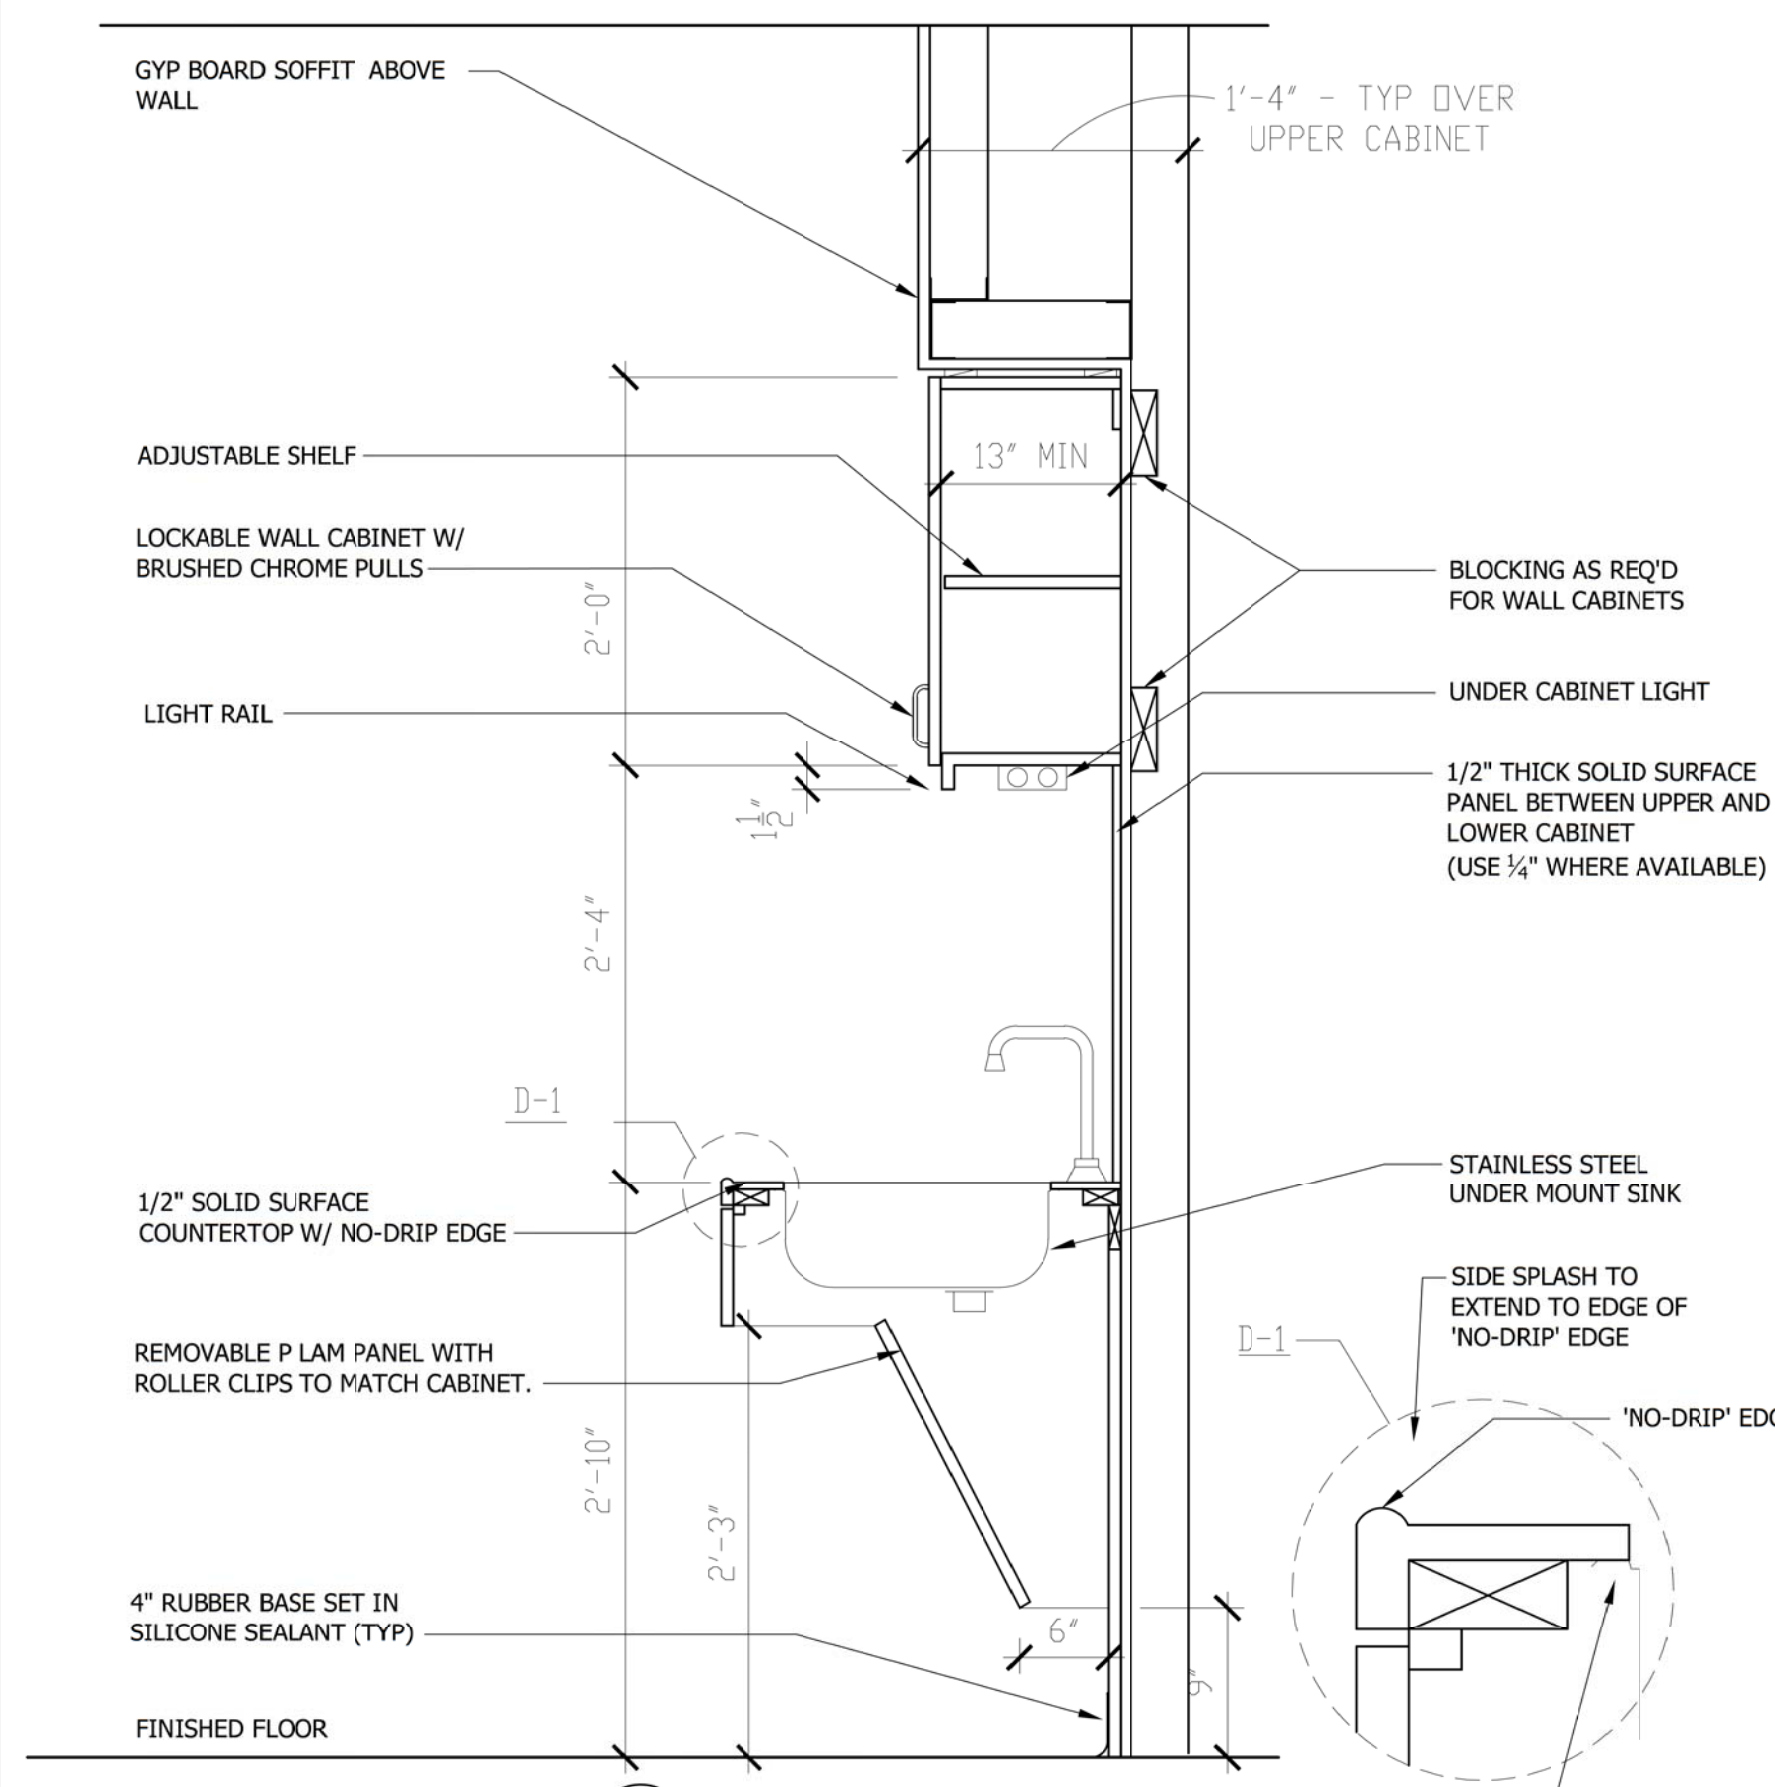 GYP BOARD SOFFIT ABOVE
WALL
1'-4" - TYP OVER
UPPER CABINET
ADJUSTABLE SHELF
13" MIN
LOCKABLE WALL CABINET W/
BRUSHED CHROME PULLS
2'-0"
BLOCKING AS REQ'D
FOR WALL CABINETS
LIGHT RAIL
UNDER CABINET LIGHT
1 1/2"
1/2" THICK SOLID SURFACE
PANEL BETWEEN UPPER AND
LOWER CABINET
(USE ¼" WHERE AVAILABLE)
2'-4"
D-1
1/2" SOLID SURFACE
COUNTERTOP W/ NO-DRIP EDGE
STAINLESS STEEL
UNDER MOUNT SINK
SIDE SPLASH TO
EXTEND TO EDGE OF
'NO-DRIP' EDGE
D-1
REMOVABLE P LAM PANEL WITH
ROLLER CLIPS TO MATCH CABINET.
'NO-DRIP'
2'-10"
2'-3"
4" RUBBER BASE SET IN
SILICONE SEALANT (TYP)
6"
9"
FINISHED FLOOR